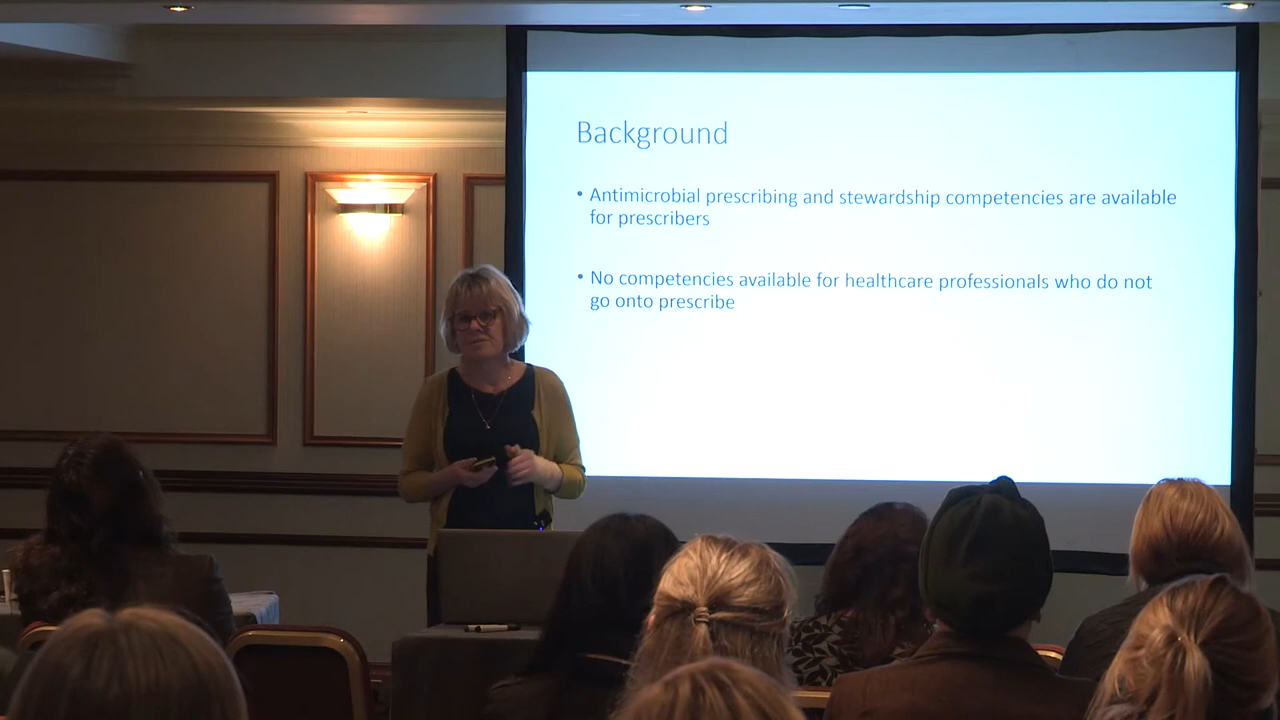 Background
• Antimicrobial prescribing and stewardship competencies are available
for prescribers
• No competencies available for healthcare professionals who do not
go onto prescribe